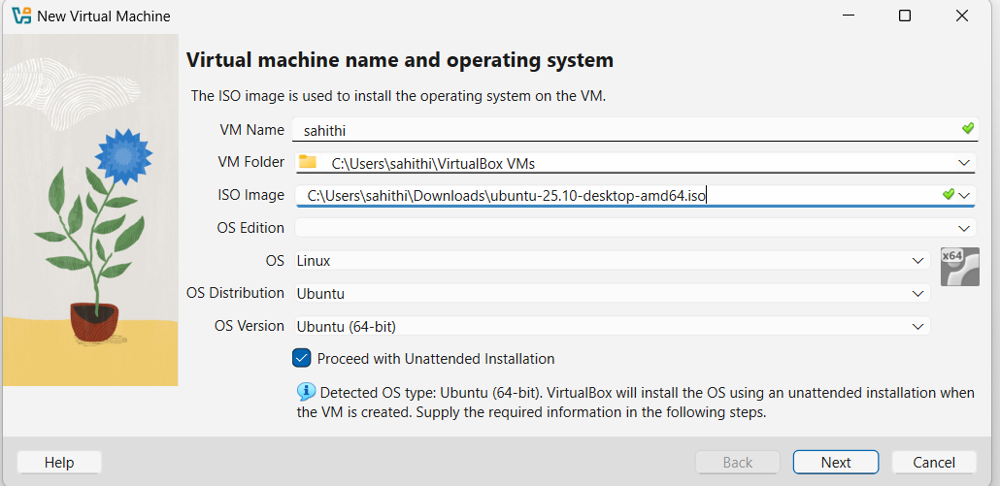 New Virtual Machine
Virtual machine name and operating system
The ISO image is used to install the operating system on the VM.
VM Name sahithi
VM Folder C:\Users\sahithi\VirtualBox VMs
ISO Image C:\Users\sahithi\Downloads\ubuntu-25.10-desktop-amd64.iso
OS Edition
OS Linux x64
OS Distribution Ubuntu
OS Version Ubuntu (64-bit)
Proceed with Unattended Installation
Detected OS type: Ubuntu (64-bit). VirtualBox will install the OS using an unattended installation when
the VM is created. Supply the required information in the following steps.
Help Back Next Cancel